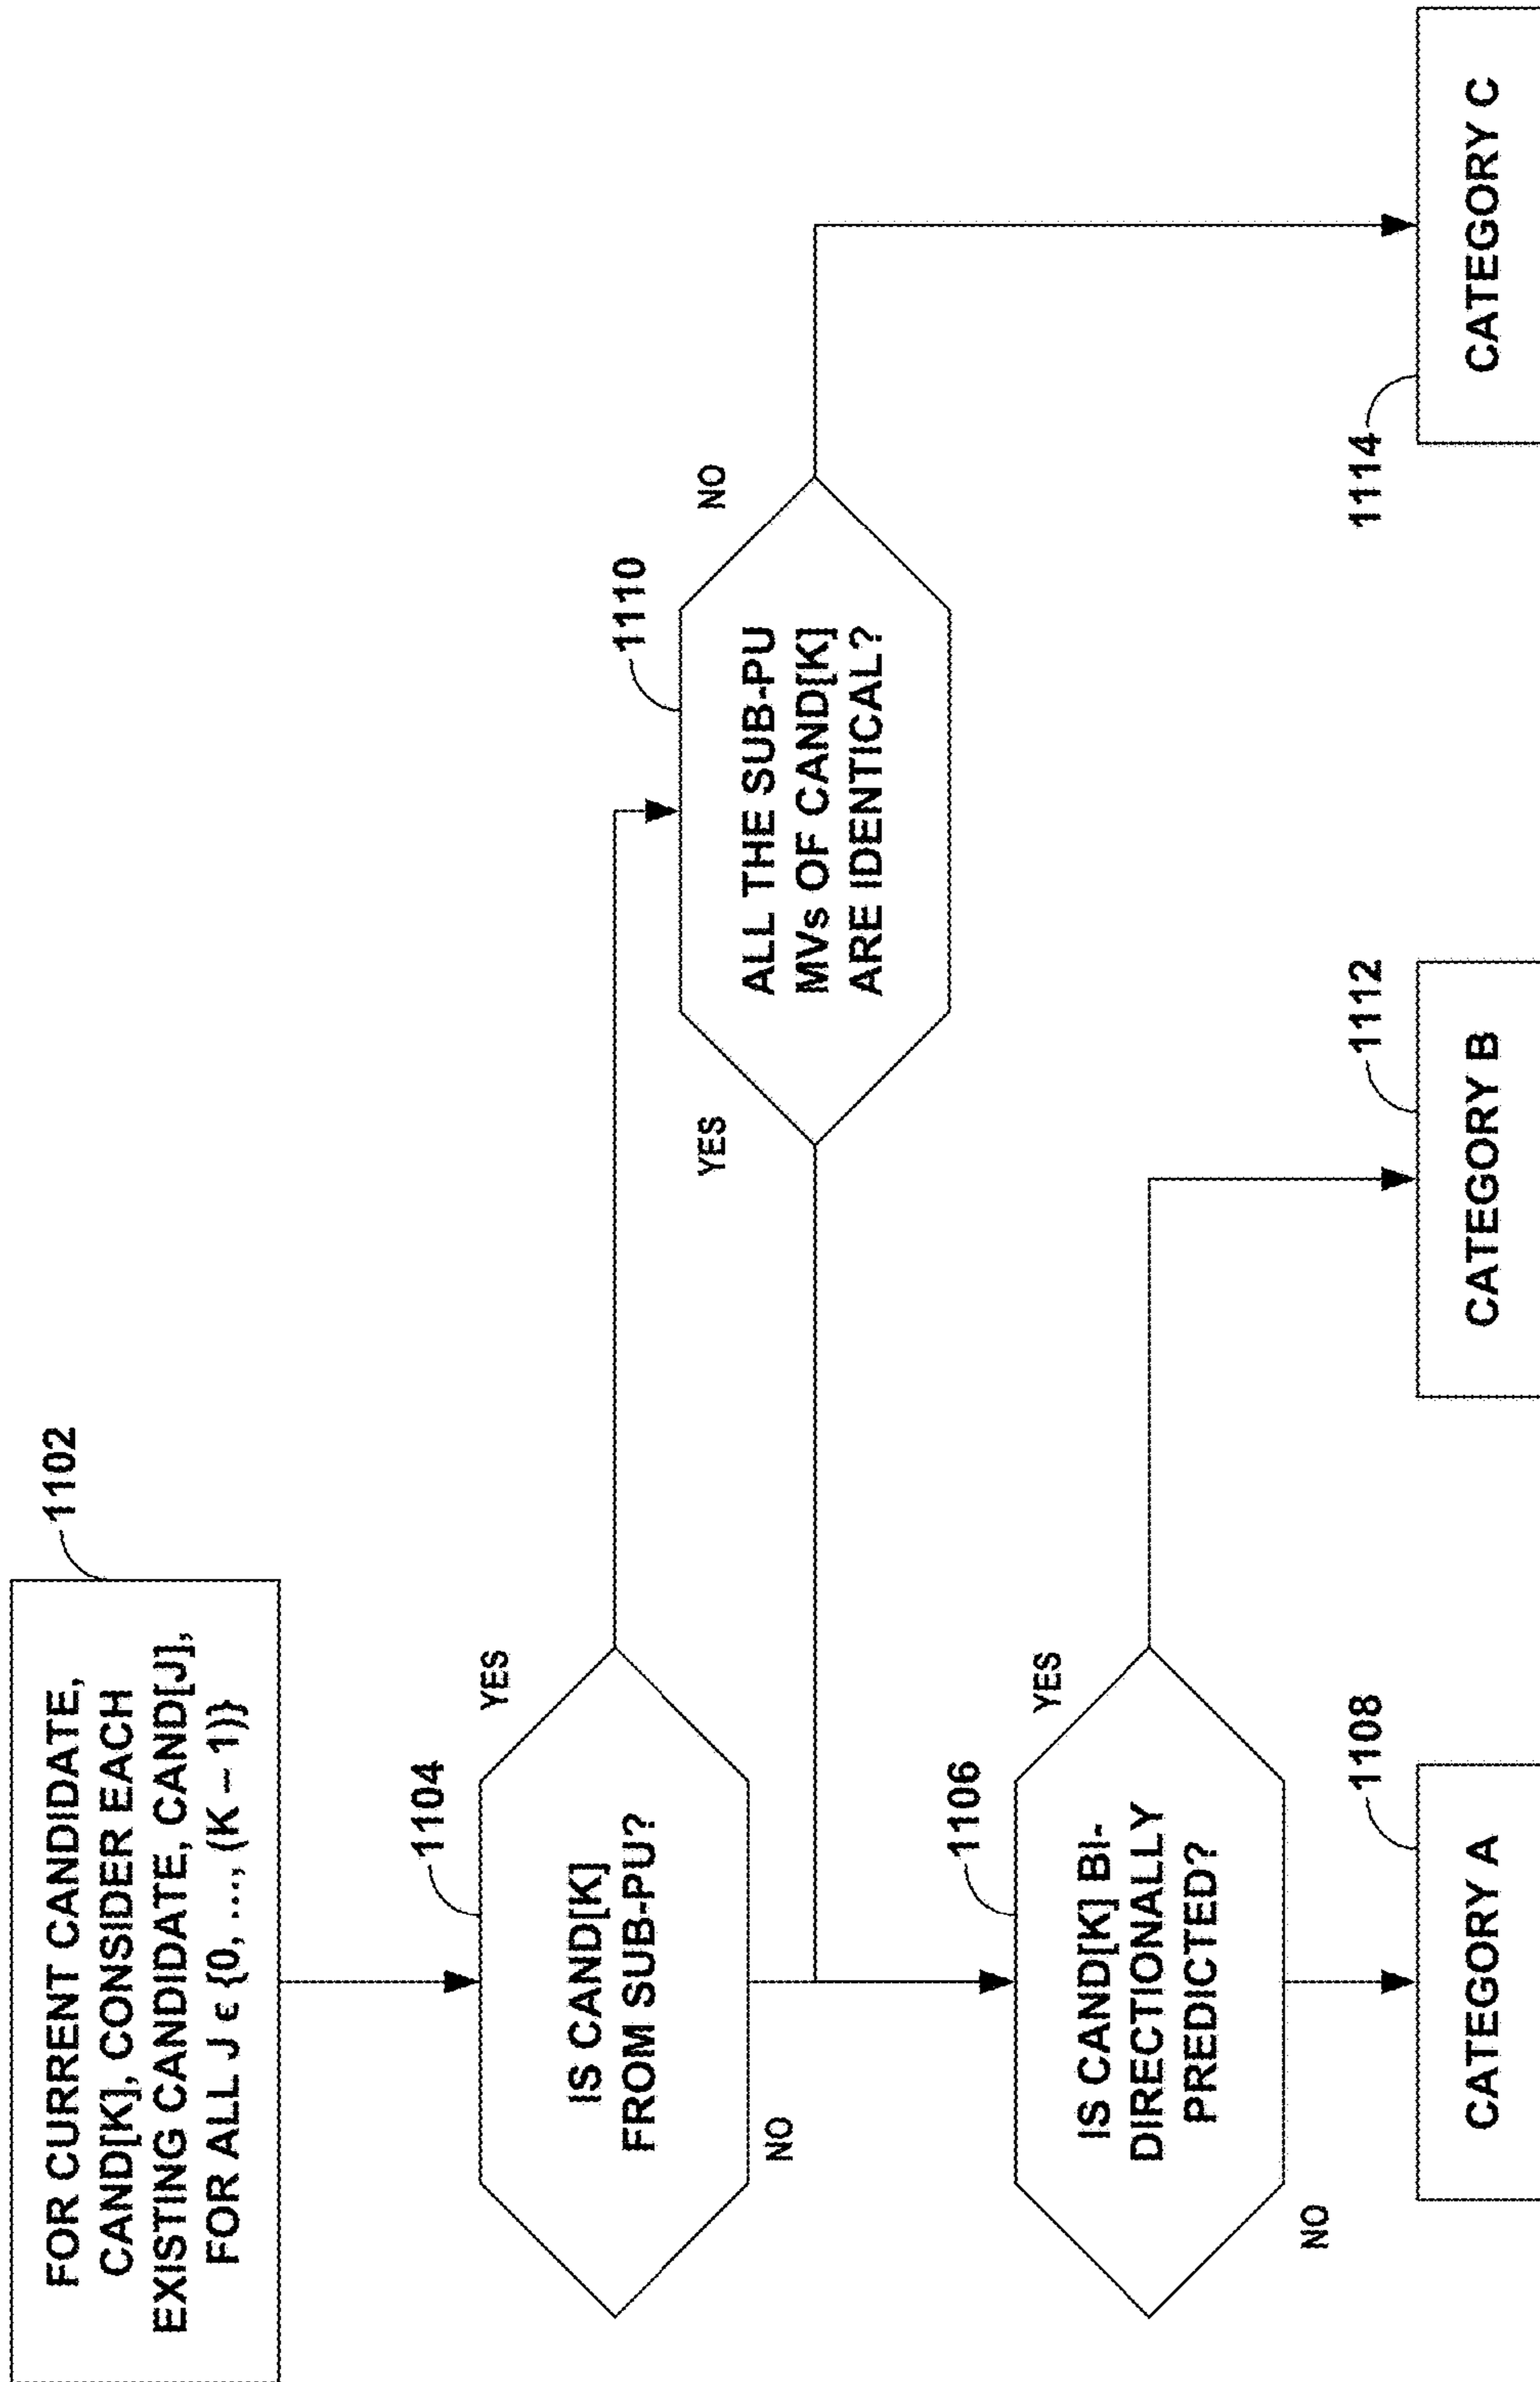 1102
FOR CURRENT CANDIDATE,
CAND[K], CONSIDER EACH
EXISTING CANDIDATE, CAND[J],
FOR ALL J ϵ {0, ..., (K – 1)}
1104
YES
IS CAND[K]
FROM SUB-PU?
NO
1110
NO
YES
ALL THE SUB-PU
MVs OF CAND[K]
ARE IDENTICAL?
1106
YES
IS CAND[K] BI-
DIRECTIONALLY
PREDICTED?
NO
1108
CATEGORY A
1112
CATEGORY B
1114
CATEGORY C